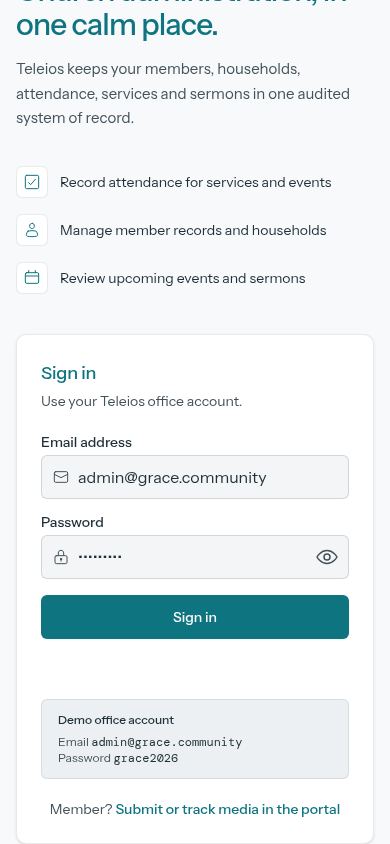 Church administration, in
one calm place.
Teleios keeps your members, households,
attendance, services and sermons in one audited
system of record.
Record attendance for services and events
Manage member records and households
Review upcoming events and sermons
Sign in
Use your Teleios office account.
Email address
admin@grace.community
Password
•••••••••
Sign in
Demo office account
Email admin@grace.community
Password grace2026
Member? Submit or track media in the portal